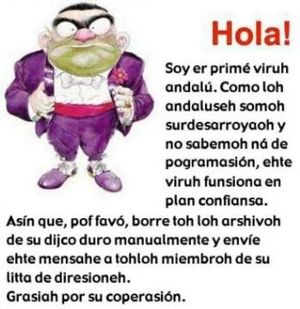 Hola!
Soy er primé viruh
andalú. Como loh
andaluseh somoh
surdesarroyaoh y
no sabemoh ná de
pogramasión, ehte
viruh funsiona en
plan confiansa.
Asín que, pof favó, borre toh loh arshivoh
de su dijco duro manualmente y envíe
ehte mensahe a tohloh miembroh de su
litta de diresioneh.
Grasiah por su coperasión.